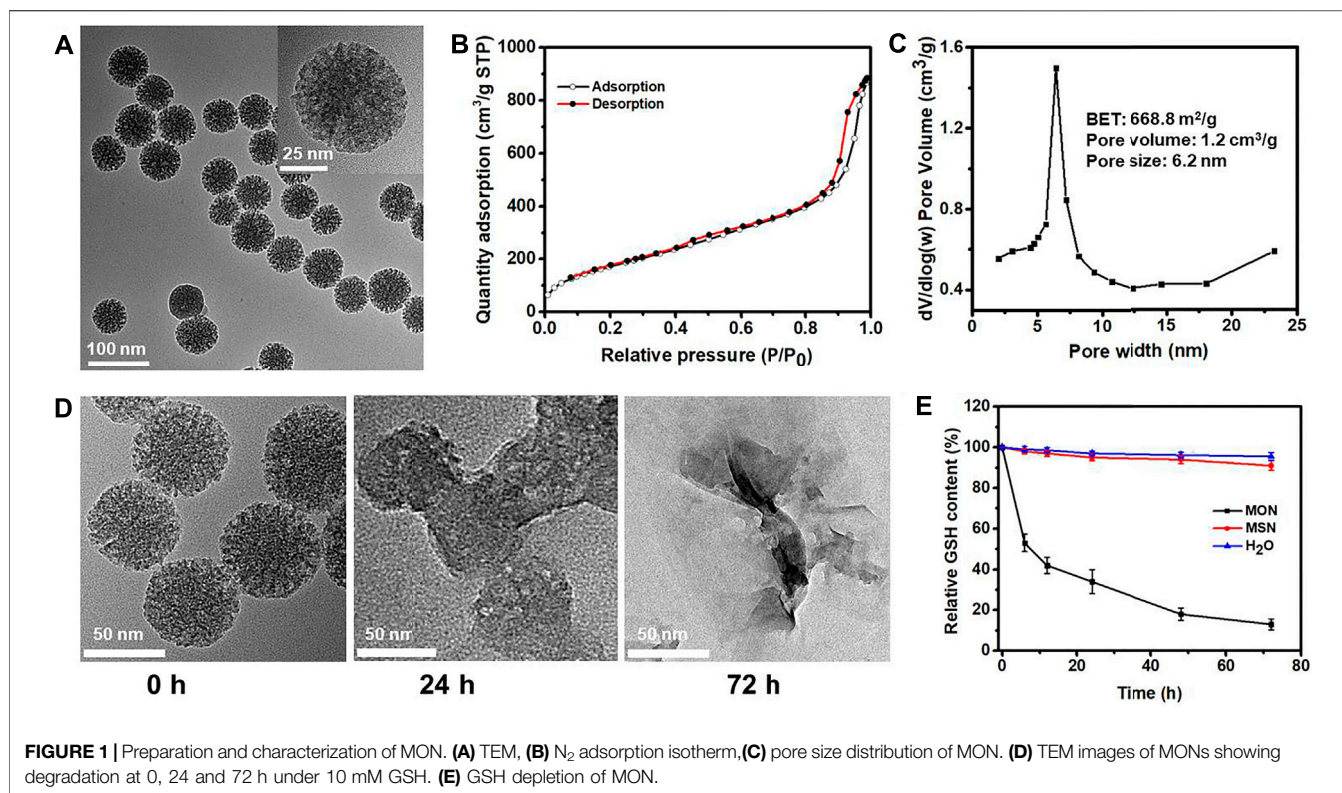 A
25 nm
100 nm
B
Quantity adsorption (cm³/g STP)
1000
800
600
400
200
0
Adsorption
Desorption
0.0 0.2 0.4 0.6 0.8 1.0
Relative pressure (P/P₀)
C
dV/dlog(w) Pore Volume (cm³/g)
1.6
1.2
0.8
0.4
BET: 668.8 m²/g
Pore volume: 1.2 cm³/g
Pore size: 6.2 nm
0 5 10 15 20 25
Pore width (nm)
D
50 nm
0 h
50 nm
24 h
50 nm
72 h
E
Relative GSH content (%)
120
100
80
60
40
20
0
MON
MSN
H₂O
0 20 40 60 80
Time (h)
FIGURE 1 | Preparation and characterization of MON. (A) TEM, (B) N₂ adsorption isotherm,(C) pore size distribution of MON. (D) TEM images of MONs showing
degradation at 0, 24 and 72 h under 10 mM GSH. (E) GSH depletion of MON.